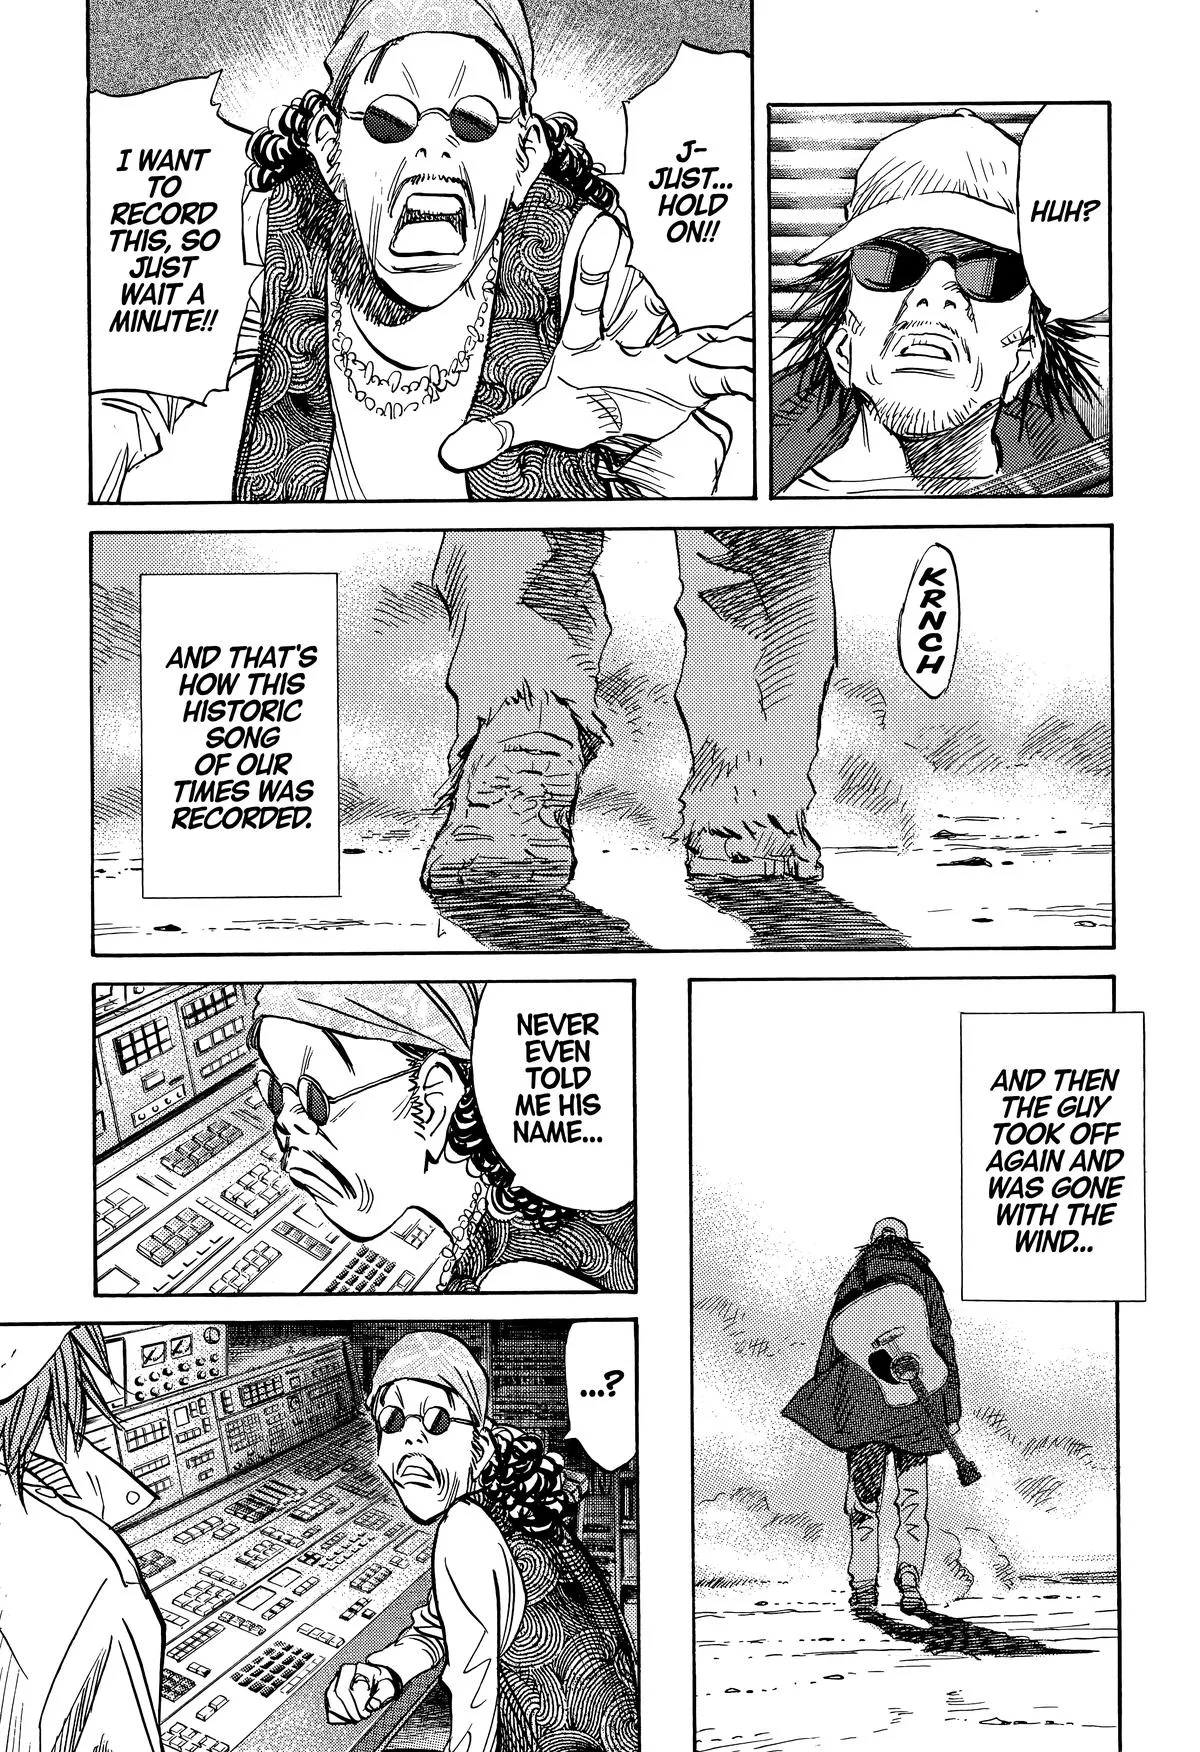 HUH?
J-
JUST...
HOLD
ON!!
I WANT
TO
RECORD
THIS, SO
JUST
WAIT A
MINUTE!!
KRNCH
AND THAT'S
HOW THIS
HISTORIC
SONG
OF OUR
TIMES WAS
RECORDED.
AND THEN
THE GUY
TOOK OFF
AGAIN AND
WAS GONE
WITH THE
WIND...
NEVER
EVEN
TOLD
ME HIS
NAME...
...?